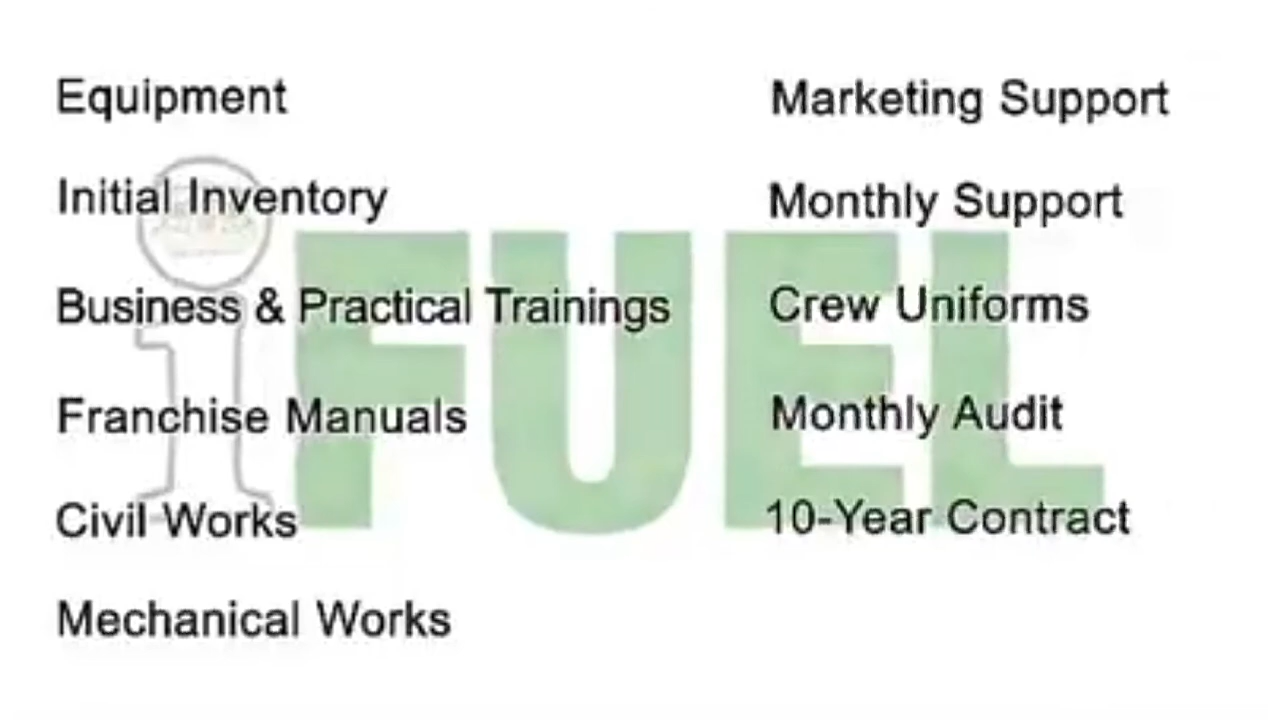 Equipment
Initial Inventory
Business & Practical Trainings
Franchise Manuals
Civil Works
Mechanical Works
Marketing Support
Monthly Support
Crew Uniforms
Monthly Audit
10-Year Contract
iFUEL